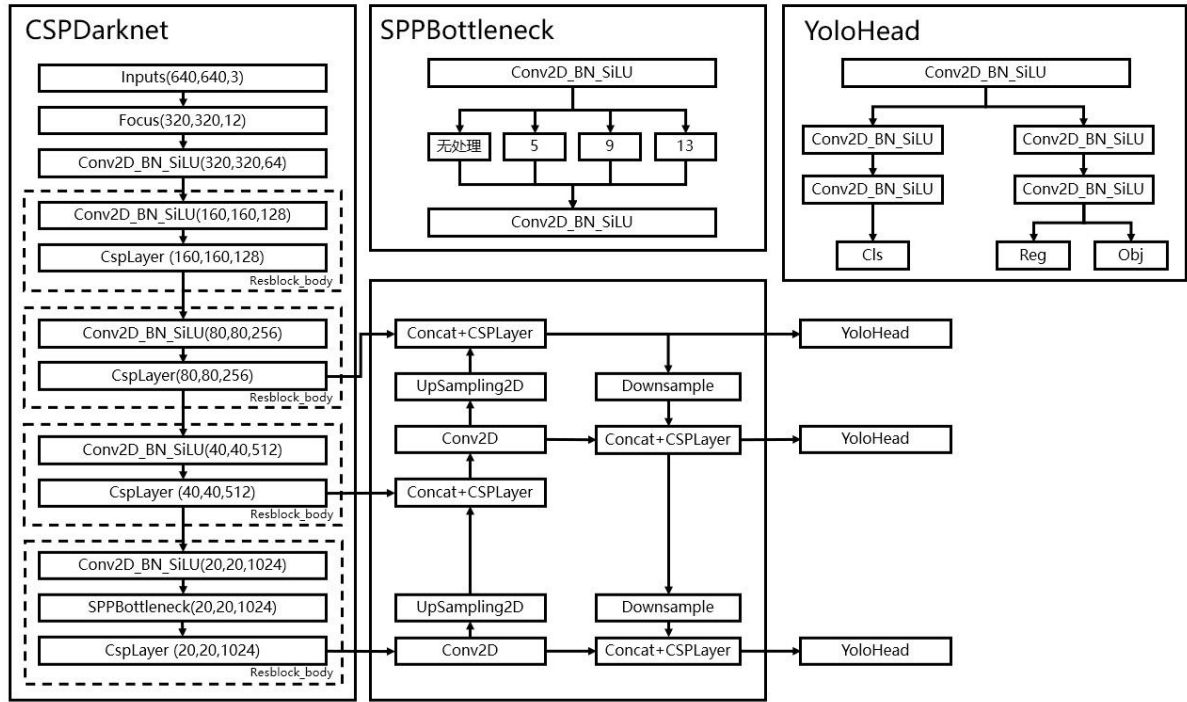 CSPDarknet
Inputs(640,640,3)
Focus(320,320,12)
Conv2D_BN_SiLU(320,320,64)
Conv2D_BN_SiLU(160,160,128)
CspLayer (160,160,128)
Resblock_body
Conv2D_BN_SiLU(80,80,256)
CspLayer(80,80,256)
Resblock_body
Conv2D_BN_SiLU(40,40,512)
CspLayer (40,40,512)
Resblock_body
Conv2D_BN_SiLU(20,20,1024)
SPPBottleneck(20,20,1024)
CspLayer (20,20,1024)
Resblock_body
SPPBottleneck
Conv2D_BN_SiLU
无处理 5 9 13
Conv2D_BN_SiLU
YoloHead
Conv2D_BN_SiLU
Conv2D_BN_SiLU Conv2D_BN_SiLU
Conv2D_BN_SiLU Conv2D_BN_SiLU
Cls Reg Obj
Concat+CSPLayer YoloHead
UpSampling2D Downsample
Conv2D Concat+CSPLayer YoloHead
Concat+CSPLayer
UpSampling2D Downsample
Conv2D Concat+CSPLayer YoloHead